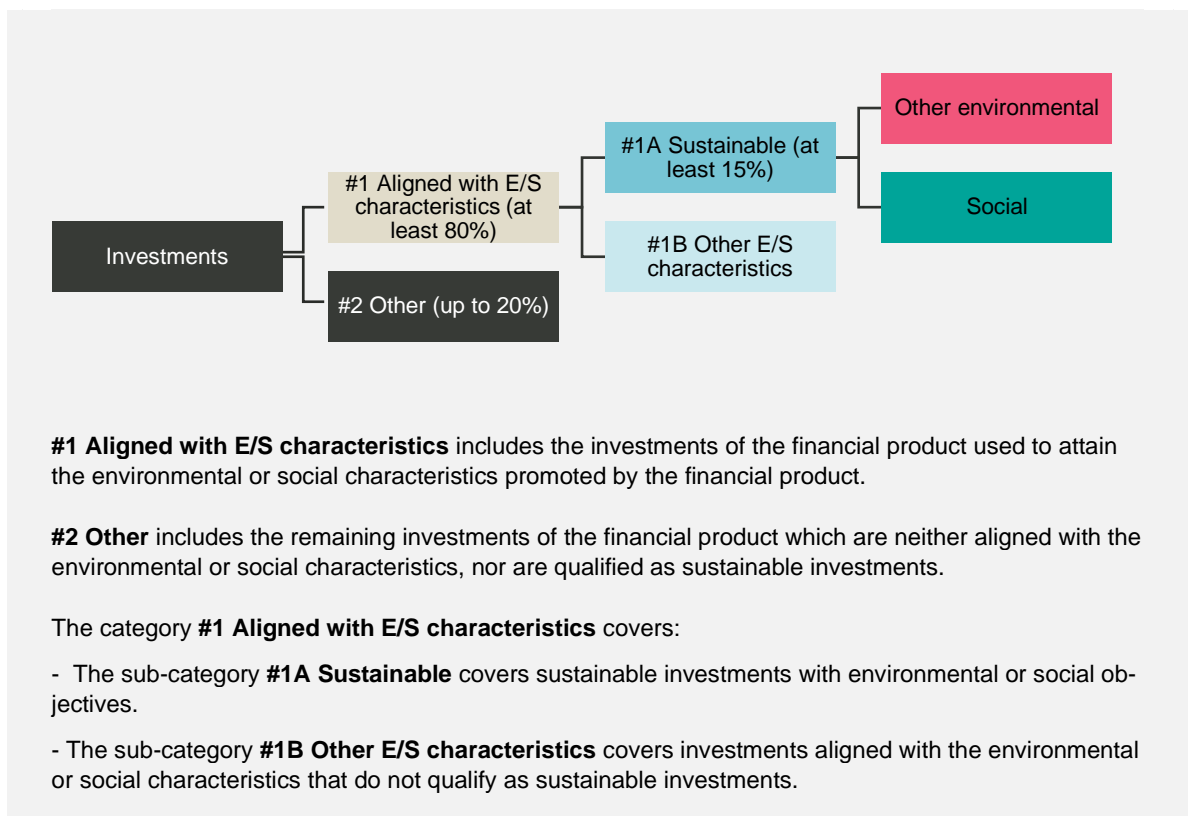 Other environmental
#1A Sustainable (at
least 15%)
#1 Aligned with E/S
characteristics (at
least 80%)
Social
Investments
#1B Other E/S
characteristics
#2 Other (up to 20%)
#1 Aligned with E/S characteristics includes the investments of the financial product used to attain
the environmental or social characteristics promoted by the financial product.
#2 Other includes the remaining investments of the financial product which are neither aligned with the
environmental or social characteristics, nor are qualified as sustainable investments.
The category #1 Aligned with E/S characteristics covers:
- The sub-category #1A Sustainable covers sustainable investments with environmental or social ob-
jectives.
- The sub-category #1B Other E/S characteristics covers investments aligned with the environmental
or social characteristics that do not qualify as sustainable investments.